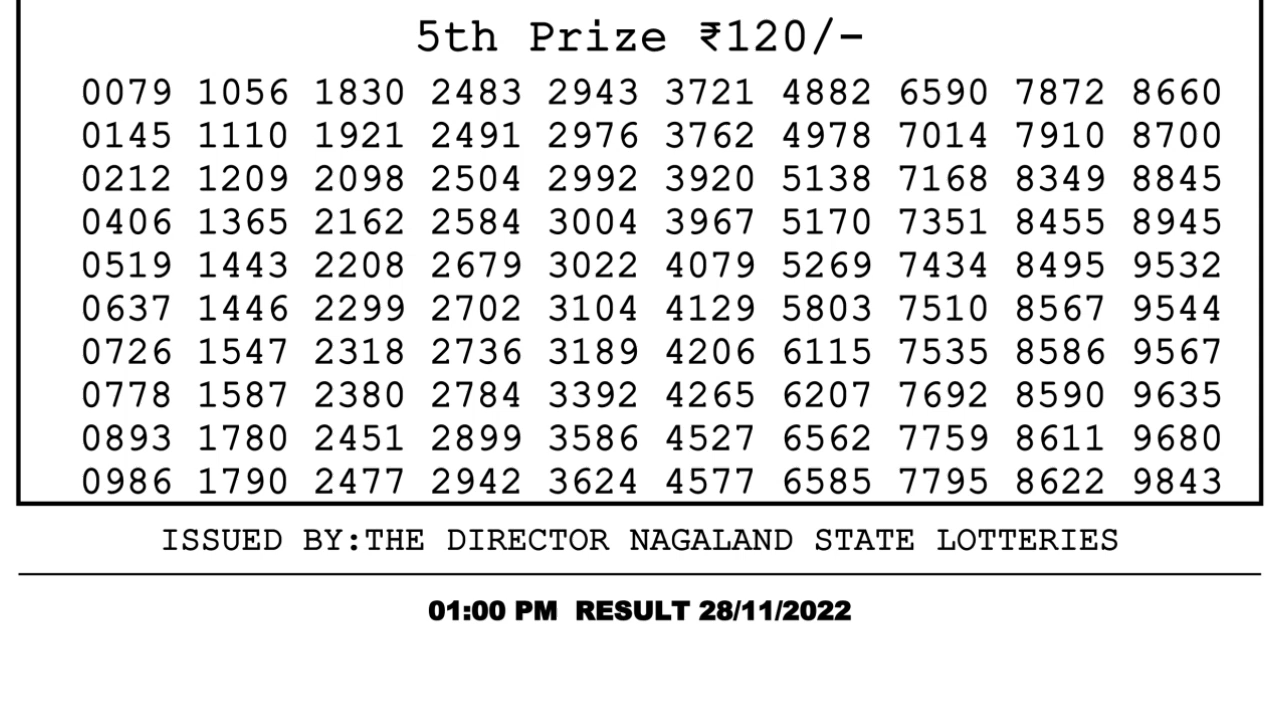 5th Prize ₹120/-
0079 1056 1830 2483 2943 3721 4882 6590 7872 8660
0145 1110 1921 2491 2976 3762 4978 7014 7910 8700
0212 1209 2098 2504 2992 3920 5138 7168 8349 8845
0406 1365 2162 2584 3004 3967 5170 7351 8455 8945
0519 1443 2208 2679 3022 4079 5269 7434 8495 9532
0637 1446 2299 2702 3104 4129 5803 7510 8567 9544
0726 1547 2318 2736 3189 4206 6115 7535 8586 9567
0778 1587 2380 2784 3392 4265 6207 7692 8590 9635
0893 1780 2451 2899 3586 4527 6562 7759 8611 9680
0986 1790 2477 2942 3624 4577 6585 7795 8622 9843
ISSUED BY:THE DIRECTOR NAGALAND STATE LOTTERIES
01:00 PM RESULT 28/11/2022